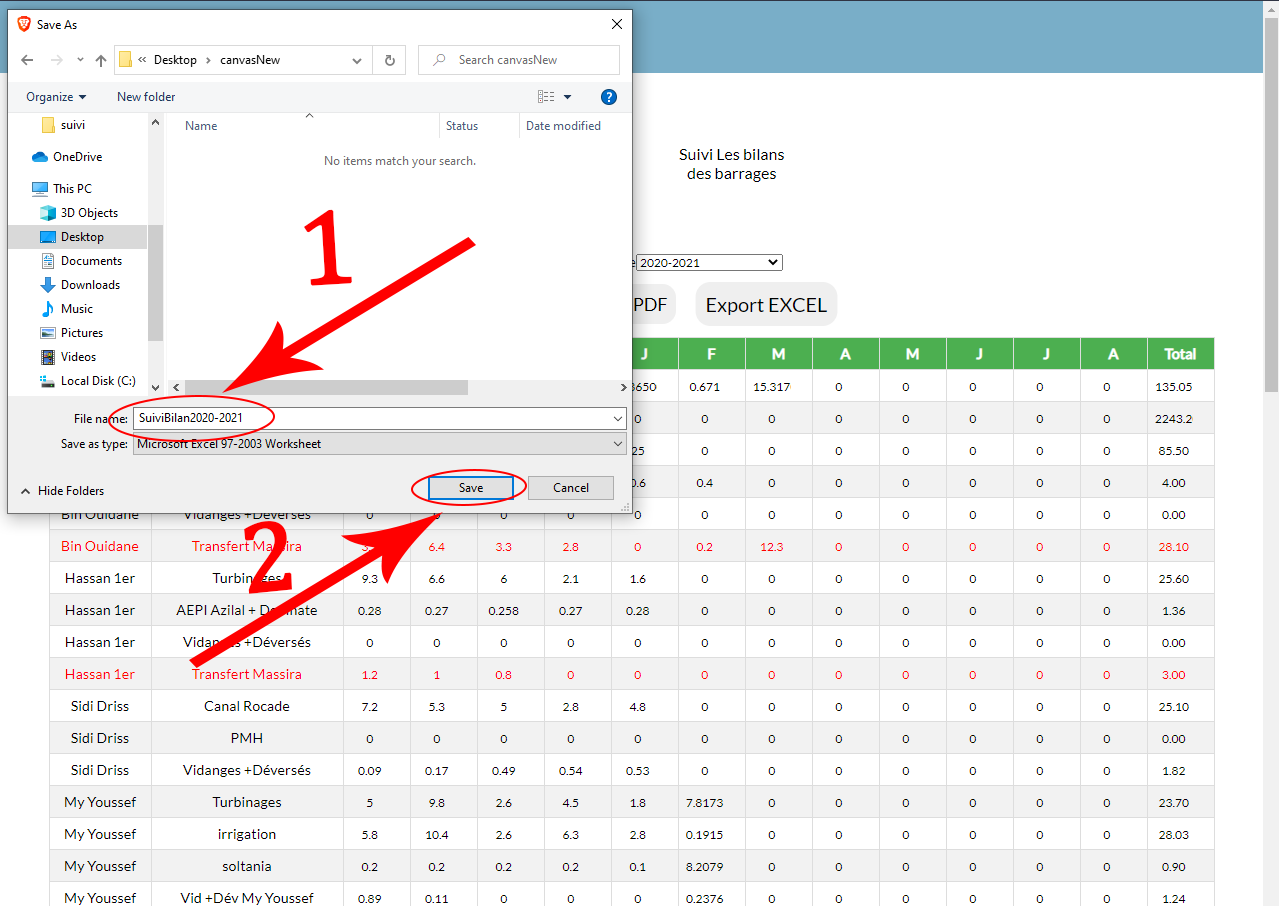 Save As
« Desktop › canvasNew
Search canvasNew
Organize
New folder
?
suivi
OneDrive
This PC
3D Objects
Desktop
Documents
Downloads
Music
Pictures
Videos
Local Disk (C:)
Name Status Date modified
No items match your search.
File name: SuiviBilan2020-2021
Save as type: Microsoft Excel 97-2003 Worksheet
Hide Folders
Save
Cancel
1
2
Suivi Les bilans
des barrages
e 2020-2021
PDF
Export EXCEL
J F M A M J J A Total
3650 0.671 15.317 0 0 0 0 0 135.05
0 0 0 0 0 0 0 0 2243.2
25 0 0 0 0 0 0 0 85.50
0.6 0.4 0 0 0 0 0 0 4.00
Bin Ouidane Vidanges +Déversés 0 0 0 0 0 0 0 0 0 0 0 0 0.00
Bin Ouidane Transfert Massira 6.4 3.3 2.8 0 0.2 12.3 0 0 0 0 0 28.10
Hassan 1er Turbinages 9.3 6.6 6 2.1 1.6 0 0 0 0 0 0 0 25.60
Hassan 1er AEPI Azilal + Demnate 0.28 0.27 0.258 0.27 0.28 0 0 0 0 0 0 0 1.36
Hassan 1er Vidanges +Déversés 0 0 0 0 0 0 0 0 0 0 0 0 0.00
Hassan 1er Transfert Massira 1.2 1 0.8 0 0 0 0 0 0 0 0 0 3.00
Sidi Driss Canal Rocade 7.2 5.3 5 2.8 4.8 0 0 0 0 0 0 0 25.10
Sidi Driss PMH 0 0 0 0 0 0 0 0 0 0 0 0 0.00
Sidi Driss Vidanges +Déversés 0.09 0.17 0.49 0.54 0.53 0 0 0 0 0 0 0 1.82
My Youssef Turbinages 5 9.8 2.6 4.5 1.8 7.8173 0 0 0 0 0 0 23.70
My Youssef irrigation 5.8 10.4 2.6 6.3 2.8 0.1915 0 0 0 0 0 0 28.03
My Youssef soltania 0.2 0.2 0.2 0.2 0.1 8.2079 0 0 0 0 0 0 0.90
My Youssef Vid +Dév My Youssef 0.89 0.11 0 0 0 0.2376 0 0 0 0 0 0 1.24